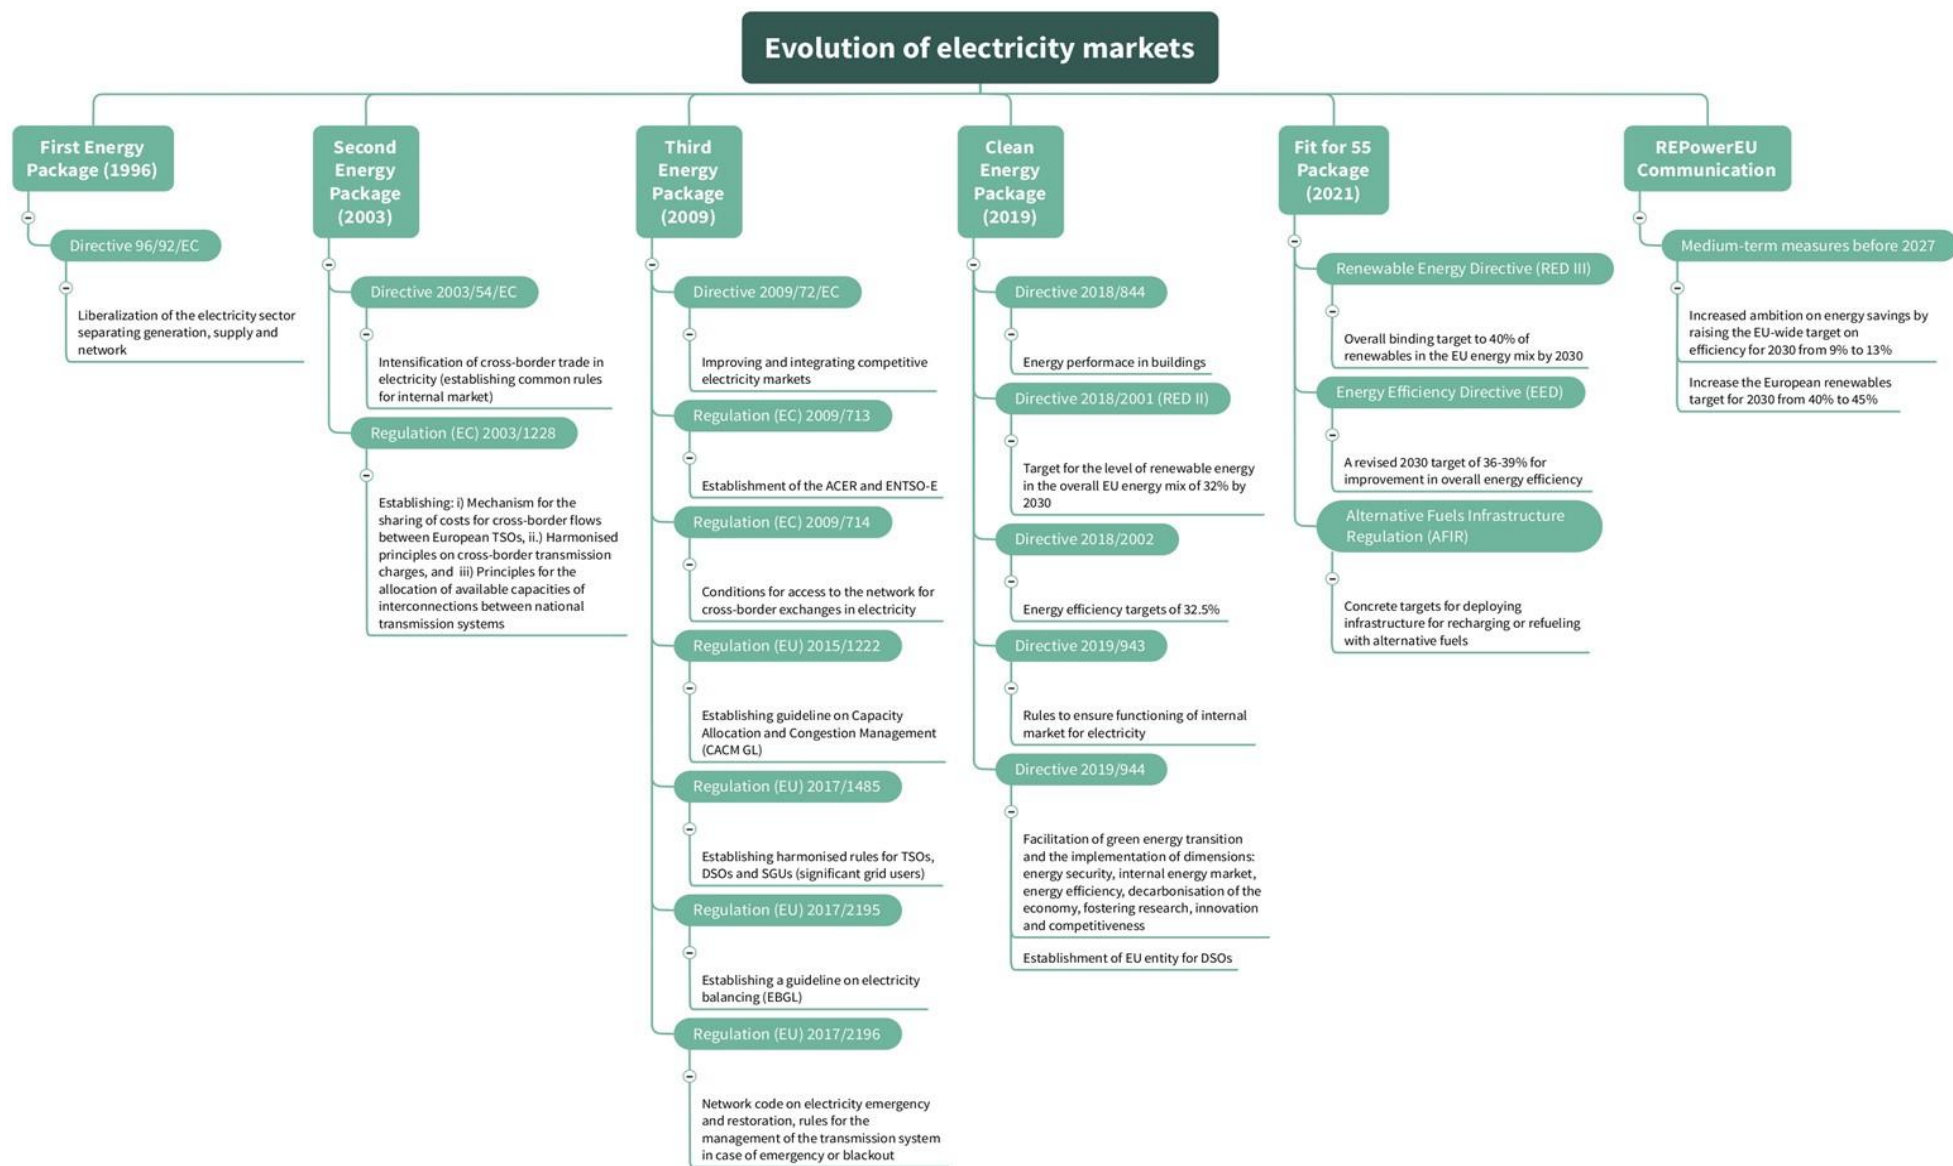 Evolution of electricity markets
First Energy
Package (1996)
Directive 96/92/EC
Liberalization of the electricity sector
separating generation, supply and
network
Second
Energy
Package
(2003)
Directive 2003/54/EC
Intensification of cross-border trade in
electricity (establishing common rules
for internal market)
Regulation (EC) 2003/1228
Establishing: i) Mechanism for the
sharing of costs for cross-border flows
between European TSOs, ii.) Harmonised
principles on cross-border transmission
charges, and iii) Principles for the
allocation of available capacities of
interconnections between national
transmission systems
Third
Energy
Package
(2009)
Directive 2009/72/EC
Improving and integrating competitive
electricity markets
Regulation (EC) 2009/713
Establishment of the ACER and ENTSO-E
Regulation (EC) 2009/714
Conditions for access to the network for
cross-border exchanges in electricity
Regulation (EU) 2015/1222
Establishing guideline on Capacity
Allocation and Congestion Management
(CACM GL)
Regulation (EU) 2017/1485
Establishing harmonised rules for TSOs,
DSOs and SGUs (significant grid users)
Regulation (EU) 2017/2195
Establishing a guideline on electricity
balancing (EBGL)
Regulation (EU) 2017/2196
Network code on electricity emergency
and restoration, rules for the
management of the transmission system
in case of emergency or blackout
Clean
Energy
Package
(2019)
Directive 2018/844
Energy performace in buildings
Directive 2018/2001 (RED II)
Target for the level of renewable energy
in the overall EU energy mix of 32% by
2030
Directive 2018/2002
Energy efficiency targets of 32.5%
Directive 2019/943
Rules to ensure functioning of internal
market for electricity
Directive 2019/944
Facilitation of green energy transition
and the implementation of dimensions:
energy security, internal energy market,
energy efficiency, decarbonisation of the
economy, fostering research, innovation
and competitiveness
Establishment of EU entity for DSOs
Fit for 55
Package
(2021)
Renewable Energy Directive (RED III)
Overall binding target to 40% of
renewables in the EU energy mix by 2030
Energy Efficiency Directive (EED)
A revised 2030 target of 36-39% for
improvement in overall energy efficiency
Alternative Fuels Infrastructure
Regulation (AFIR)
Concrete targets for deploying
infrastructure for recharging or refueling
with alternative fuels
REPowerEU
Communication
Medium-term measures before 2027
Increased ambition on energy savings by
raising the EU-wide target on
efficiency for 2030 from 9% to 13%
Increase the European renewables
target for 2030 from 40% to 45%